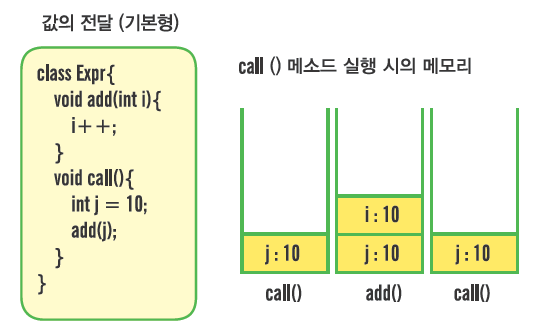 값의 전달 (기본형)
class Expr{
void add(int i){
i++;
}
void call(){
int j = 10;
add(j);
}
}
call () 메소드 실행 시의 메모리
i : 10
j : 10
j : 10
j : 10
call()
add()
call()